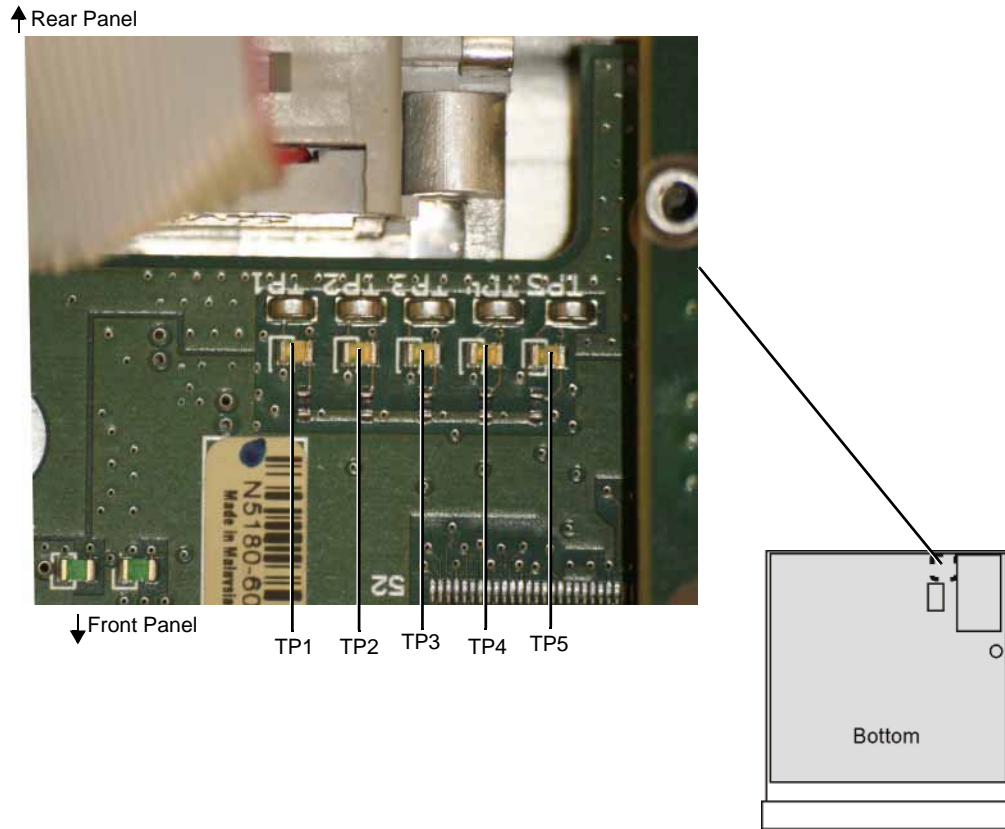 Rear Panel
TP1 TP2 TP3 TP4 TP5
N5180-60
Made in Malaysia
52
Front Panel
TP1 TP2 TP3 TP4 TP5
Bottom